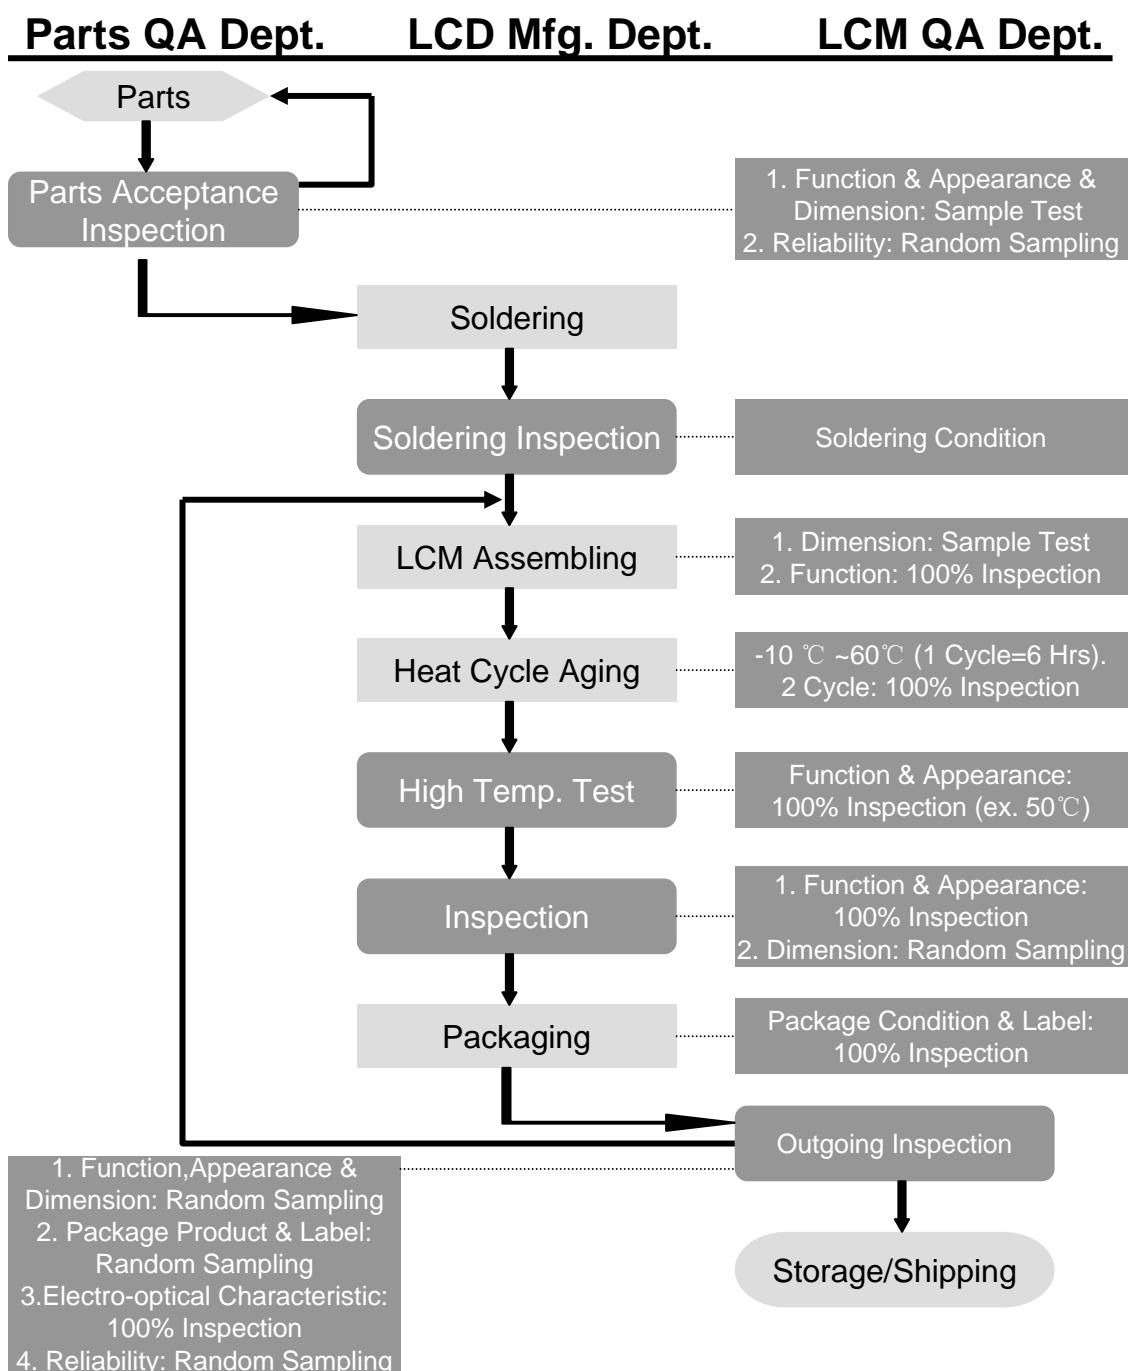 Parts QA Dept. LCD Mfg. Dept. LCM QA Dept.
Parts
Parts Acceptance
Inspection
1. Function & Appearance &
Dimension: Sample Test
2. Reliability: Random Sampling
Soldering
Soldering Inspection
Soldering Condition
LCM Assembling
1. Dimension: Sample Test
2. Function: 100% Inspection
Heat Cycle Aging
-10 ℃ ~60℃ (1 Cycle=6 Hrs).
2 Cycle: 100% Inspection
High Temp. Test
Function & Appearance:
100% Inspection (ex. 50℃)
Inspection
1. Function & Appearance:
100% Inspection
2. Dimension: Random Sampling
Packaging
Package Condition & Label:
100% Inspection
Outgoing Inspection
1. Function,Appearance &
Dimension: Random Sampling
2. Package Product & Label:
Random Sampling
3.Electro-optical Characteristic:
100% Inspection
4. Reliability: Random Sampling
Storage/Shipping